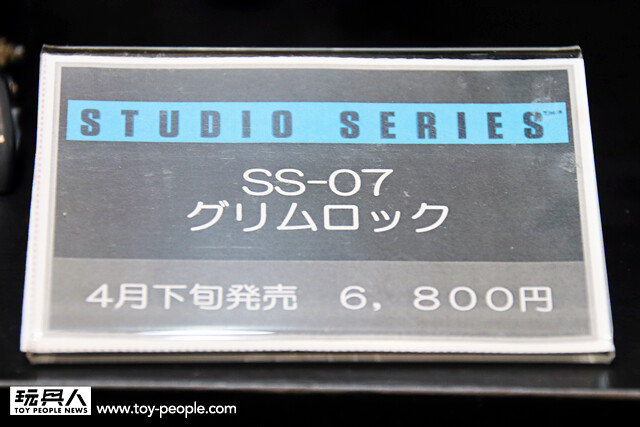 STUDIO SERIES™
SS-07
グリムロック
4月下旬発売 6,800円
玩具人
TOY PEOPLE NEWS
www.toy-people.com